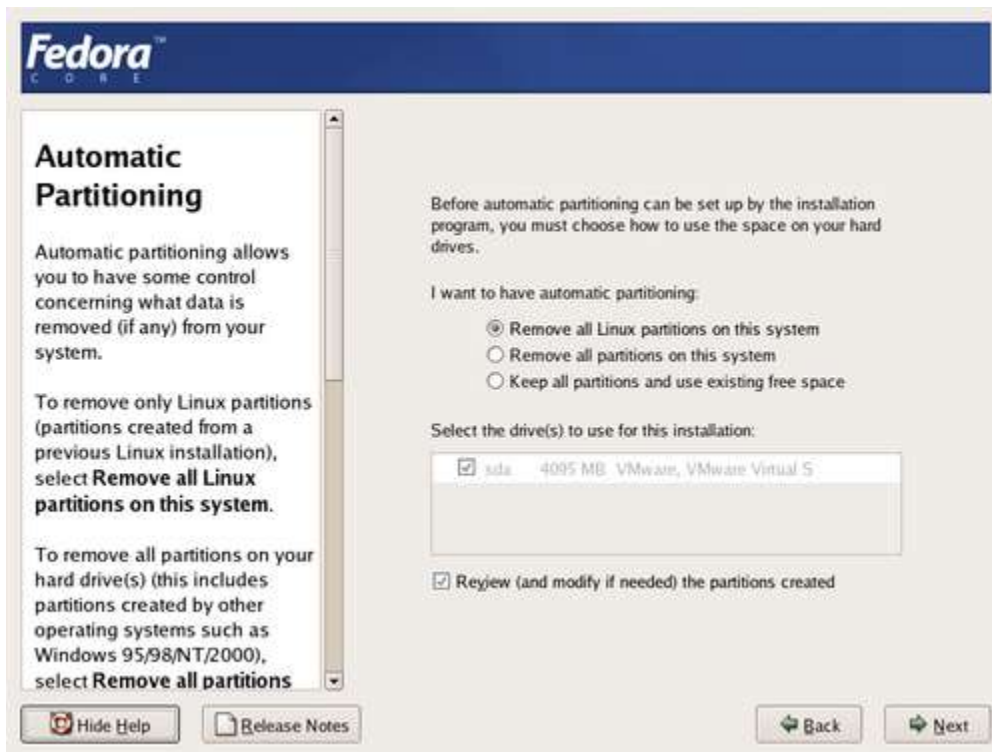 Fedora™
CORE
Automatic
Partitioning
Automatic partitioning allows
you to have some control
concerning what data is
removed (if any) from your
system.
To remove only Linux partitions
(partitions created from a
previous Linux installation),
select Remove all Linux
partitions on this system.
To remove all partitions on your
hard drive(s) (this includes
partitions created by other
operating systems such as
Windows 95/98/NT/2000),
select Remove all partitions
Before automatic partitioning can be set up by the installation
program, you must choose how to use the space on your hard
drives.
I want to have automatic partitioning:
Remove all Linux partitions on this system
Remove all partitions on this system
Keep all partitions and use existing free space
Select the drive(s) to use for this installation:
sda 4095 MB VMware, VMware Virtual S
Review (and modify if needed) the partitions created
Hide Help
Release Notes
Back
Next